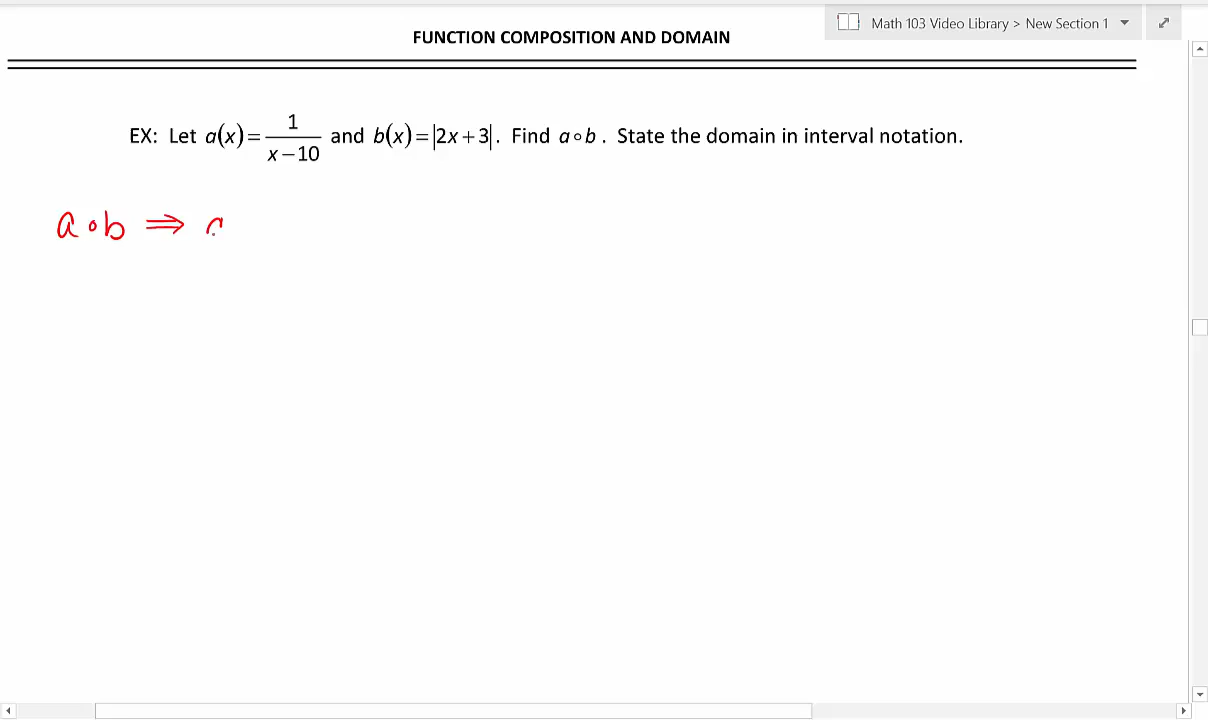 Math 103 Video Library > New Section 1
FUNCTION COMPOSITION AND DOMAIN
EX: Let a(x) = 1/(x − 10) and b(x) = |2x + 3|. Find a ∘ b. State the domain in interval notation.
a ∘ b ⇒